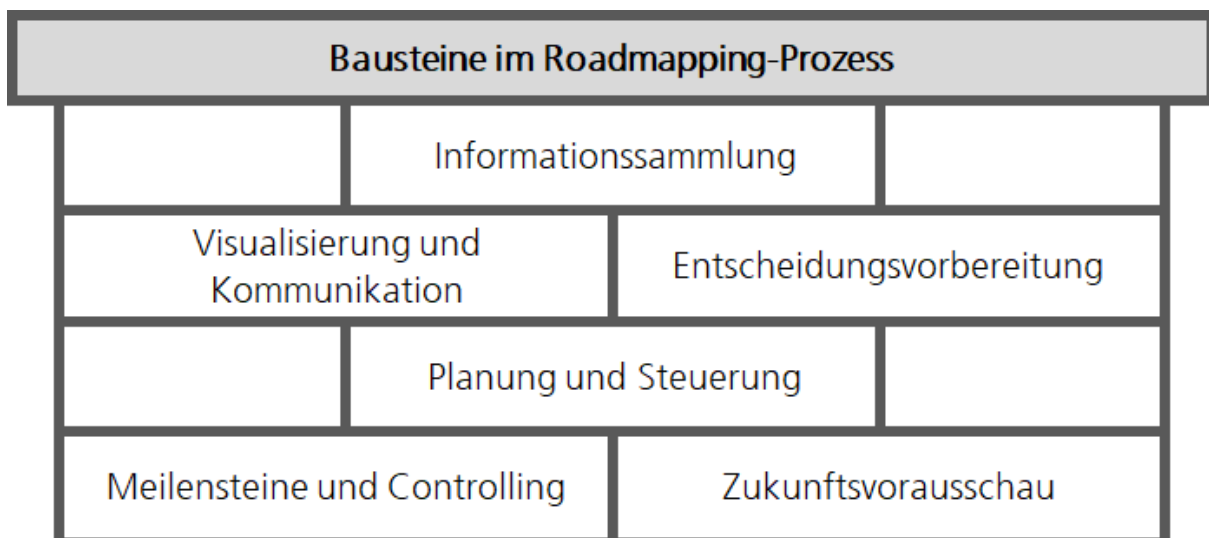 Bausteine im Roadmapping-Prozess
Informationssammlung
Visualisierung und
Kommunikation
Entscheidungsvorbereitung
Planung und Steuerung
Meilensteine und Controlling
Zukunftsvorausschau